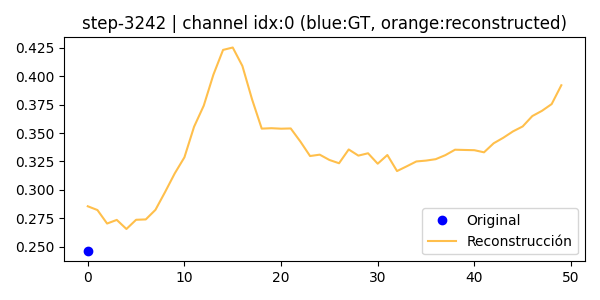 step-3242 | channel idx:0 (blue:GT, orange:reconstructed)
0.425
0.400
0.375
0.350
0.325
0.300
0.275
0.250
Original
Reconstrucción
0 10 20 30 40 50